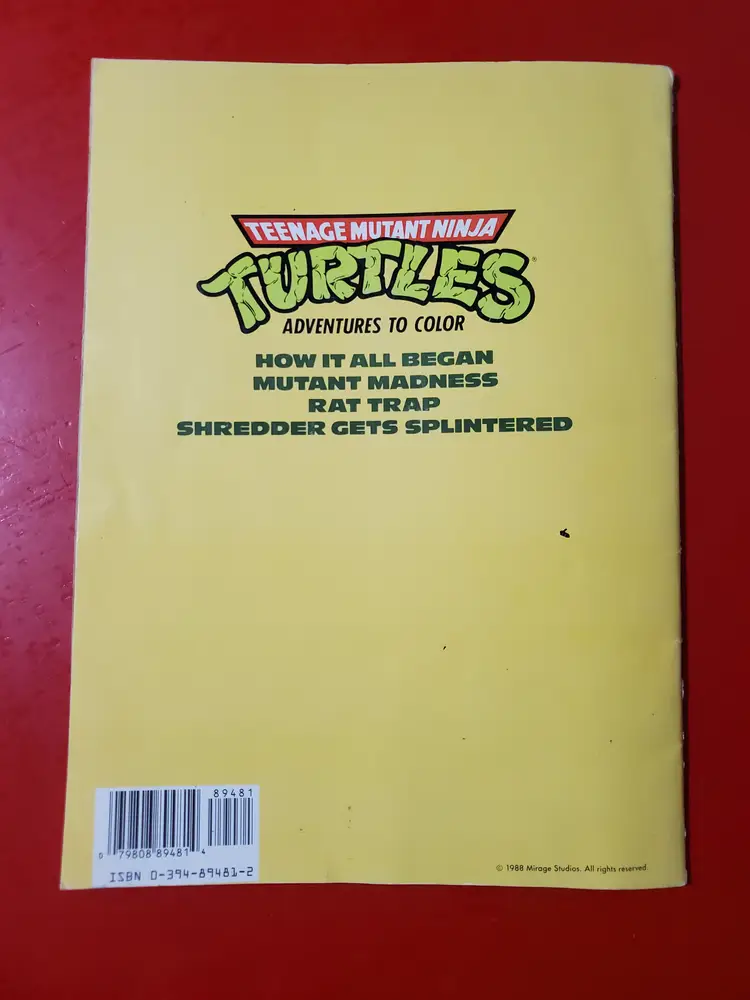 TEENAGE MUTANT NINJA
TURTLES®
ADVENTURES TO COLOR
HOW IT ALL BEGAN
MUTANT MADNESS
RAT TRAP
SHREDDER GETS SPLINTERED
89481
0 79808 89481 4
ISBN 0-394-89481-2
© 1988 Mirage Studios. All rights reserved.